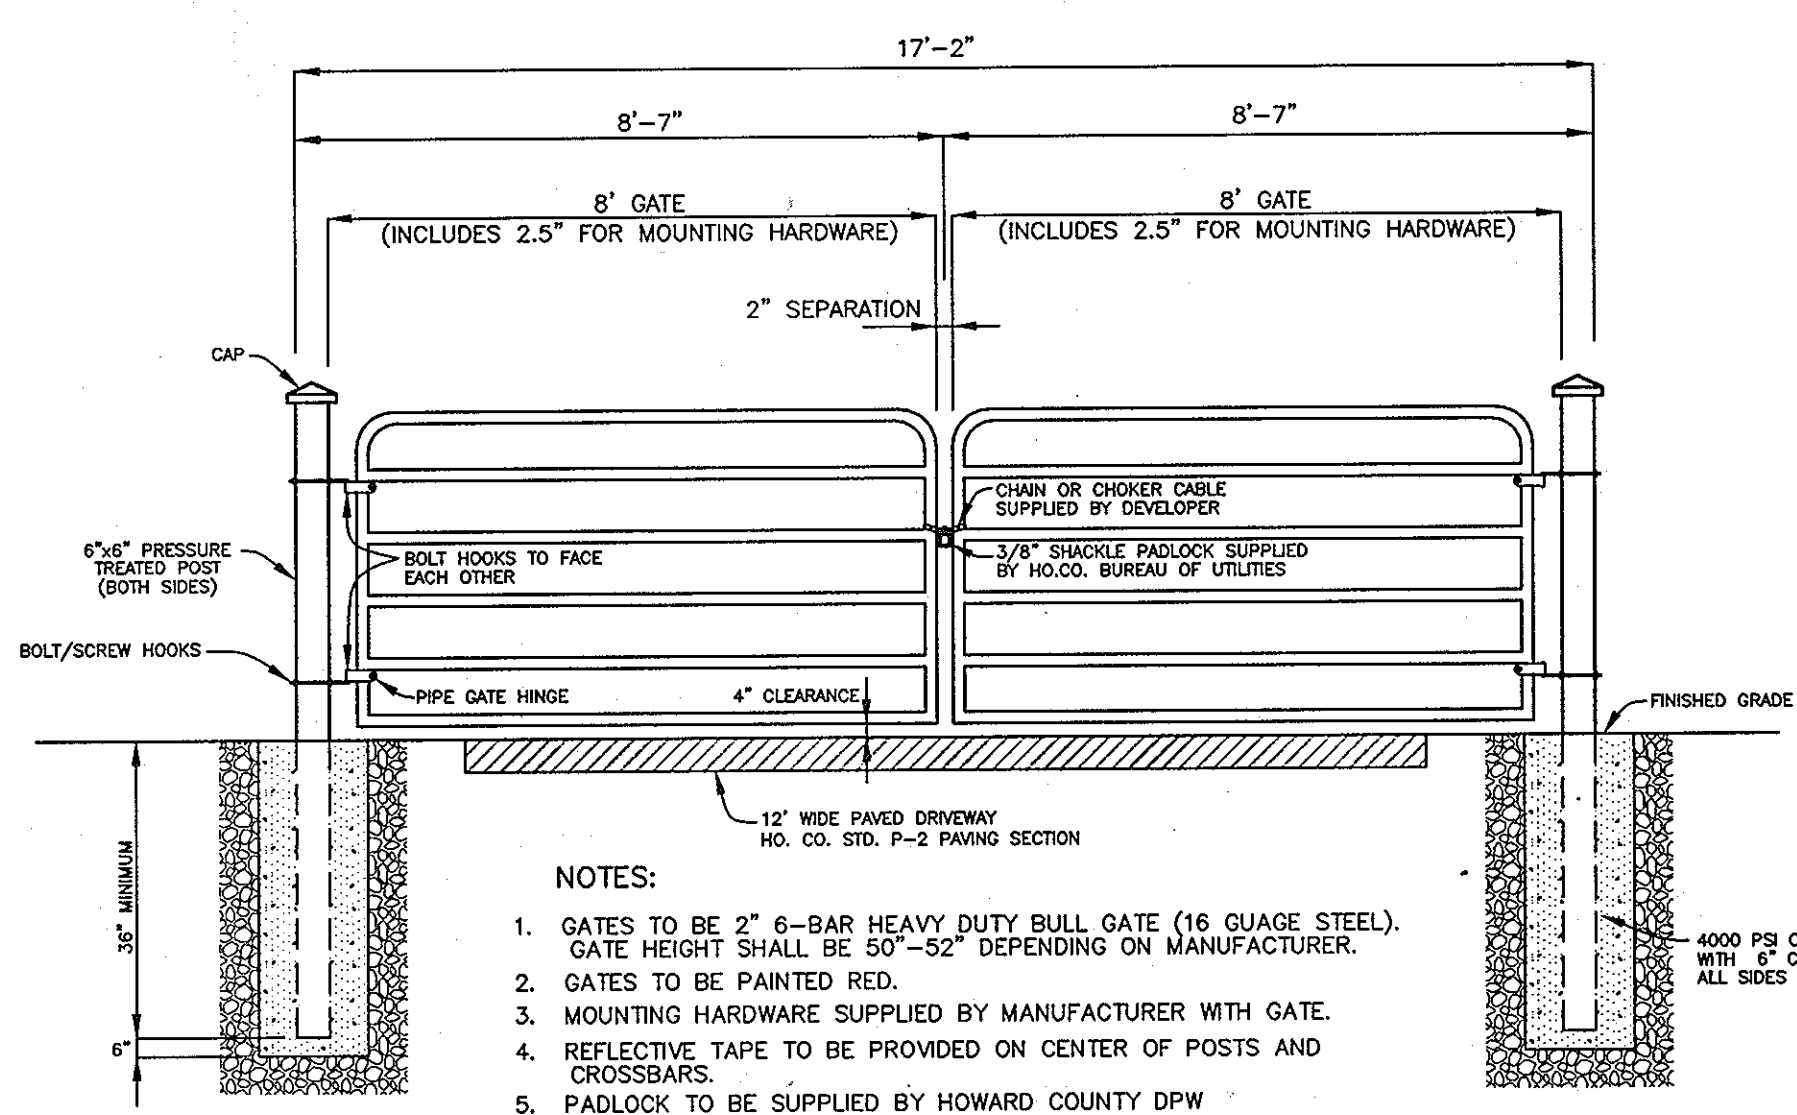 17'-2"
8'-7"
8'-7"
8' GATE
(INCLUDES 2.5" FOR MOUNTING HARDWARE)
8' GATE
(INCLUDES 2.5" FOR MOUNTING HARDWARE)
2" SEPARATION
CAP
CHAIN OR CHOKER CABLE
SUPPLIED BY DEVELOPER
6"x6" PRESSURE
TREATED POST
(BOTH SIDES)
BOLT HOOKS TO FACE
EACH OTHER
3/8" SHACKLE PADLOCK SUPPLIED
BY HO.CO. BUREAU OF UTILITIES
BOLT/SCREW HOOKS
PIPE GATE HINGE
4" CLEARANCE
FINISHED GRADE
12' WIDE PAVED DRIVEWAY
HO. CO. STD. P-2 PAVING SECTION
36" MINIMUM
6"
4000 PSI
WITH 6"
ALL SIDES
NOTES:
1. GATES TO BE 2" 6-BAR HEAVY DUTY BULL GATE (16 GUAGE STEEL).
GATE HEIGHT SHALL BE 50"-52" DEPENDING ON MANUFACTURER.
2. GATES TO BE PAINTED RED.
3. MOUNTING HARDWARE SUPPLIED BY MANUFACTURER WITH GATE.
4. REFLECTIVE TAPE TO BE PROVIDED ON CENTER OF POSTS AND
CROSSBARS.
5. PADLOCK TO BE SUPPLIED BY HOWARD COUNTY DPW